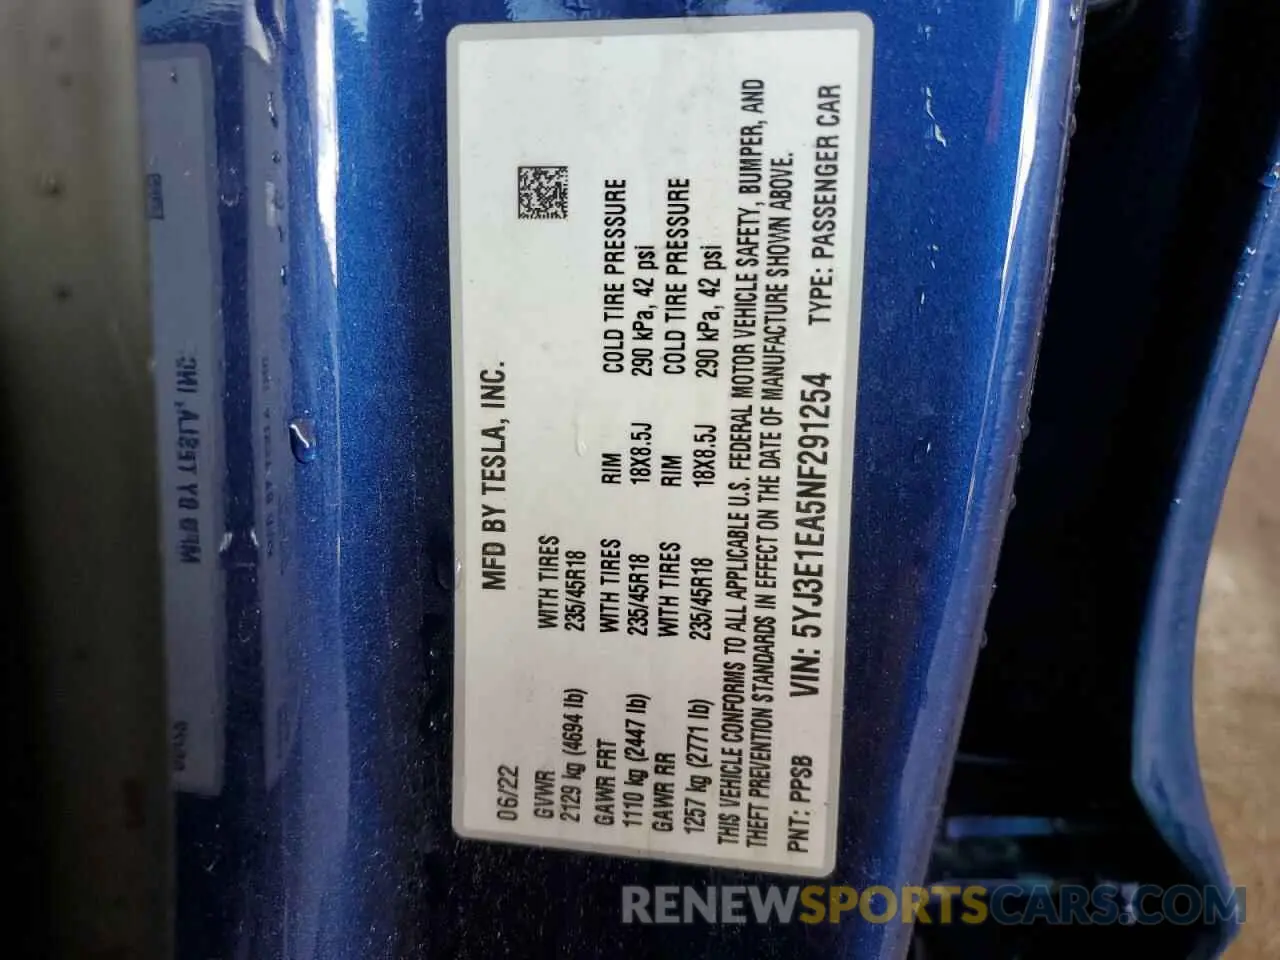 06/22 MFD BY TESLA, INC.
GVWR WITH TIRES
2129 kg (4694 lb) 235/45R18
GAWR FRT WITH TIRES RIM COLD TIRE PRESSURE
1110 kg (2447 lb) 235/45R18 18X8.5J 290 kPa, 42 psi
GAWR RR WITH TIRES RIM COLD TIRE PRESSURE
1257 kg (2771 lb) 235/45R18 18X8.5J 290 kPa, 42 psi
THIS VEHICLE CONFORMS TO ALL APPLICABLE U.S. FEDERAL MOTOR VEHICLE SAFETY, BUMPER, AND
THEFT PREVENTION STANDARDS IN EFFECT ON THE DATE OF MANUFACTURE SHOWN ABOVE.
PNT: PPSB VIN: 5YJ3E1EA5NF291254 TYPE: PASSENGER CAR
RENEWSPORTSCARS.COM